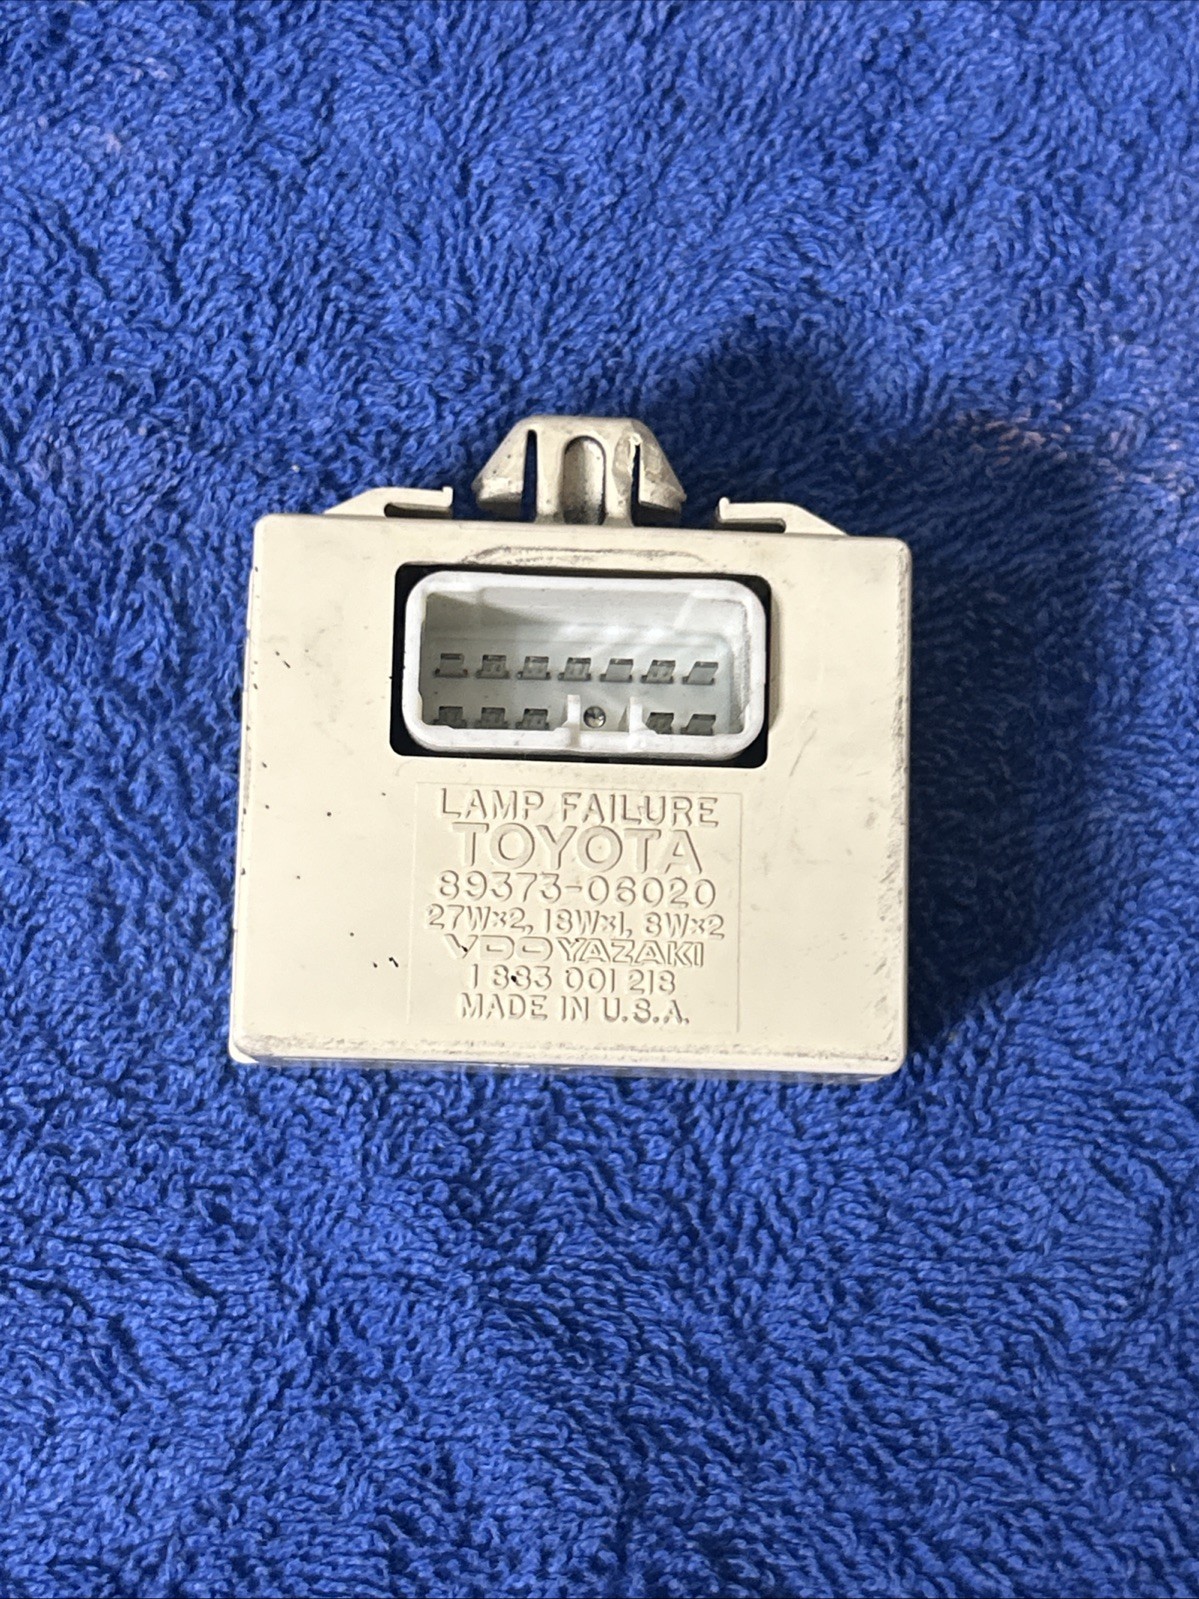 LAMP FAILURE
TOYOTA
89373-06020
27W×2, 18W×1, 8W×2
VDO YAZAKI
1 883 001 218
MADE IN U.S.A.